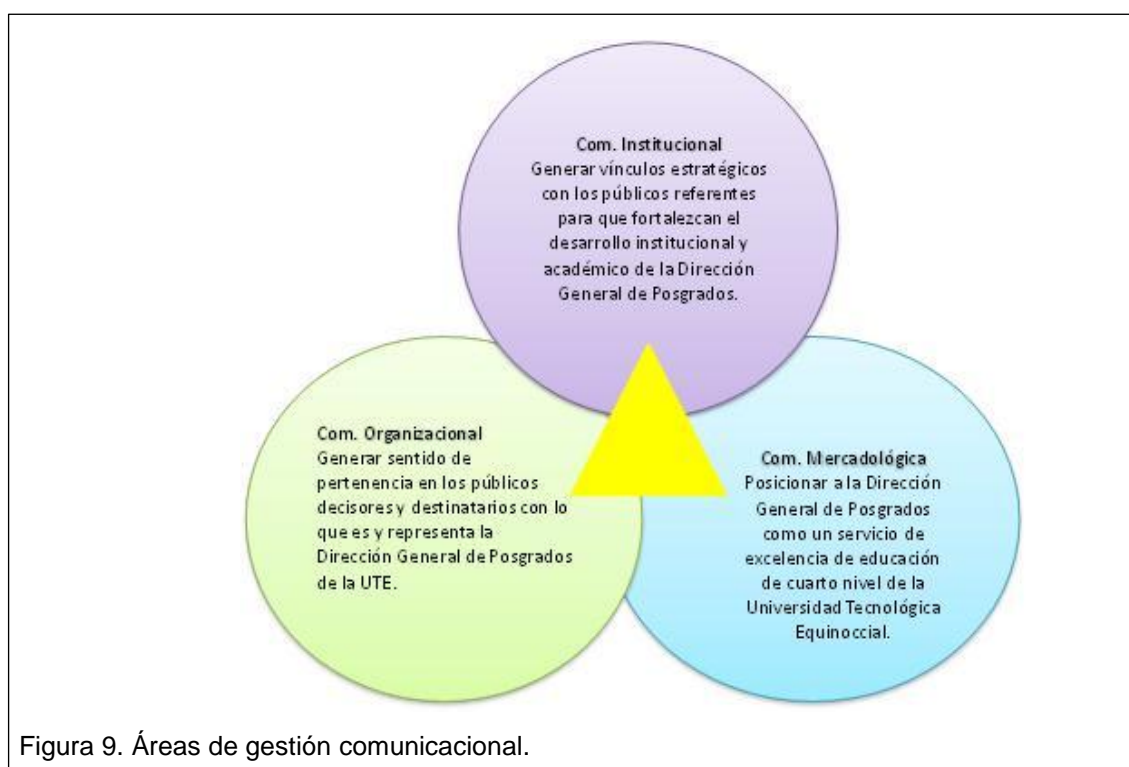 Com. Institucional
Generar vínculos estratégicos
con los públicos referentes
para que fortalezcan el
desarrollo institucional y
académico de la Dirección
General de Posgrados.
Com. Organizacional
Generar sentido de
pertenencia en los públicos
decisores y destinatarios con lo
que es y representa la
Dirección General de Posgrados
de la UTE.
Com. Mercadológica
Posicionar a la Dirección
General de Posgrados
como un servicio de
excelencia de educación
de cuarto nivel de la
Universidad Tecnológica
Equinoccial.
Figura 9. Áreas de gestión comunicacional.